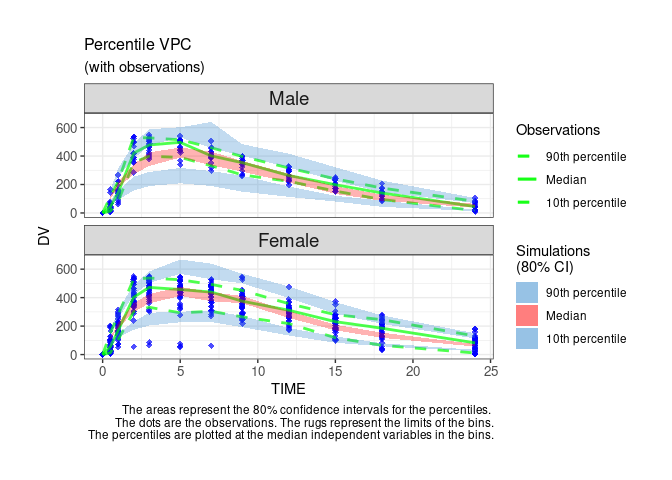 Percentile VPC
(with observations)
Male
600
400
200
0
Female
600
400
200
0
DV
0
5
10
15
20
25
TIME
Observations
90th percentile
Median
10th percentile
Simulations
(80% CI)
90th percentile
Median
10th percentile
The areas represent the 80% confidence intervals for the percentiles.
The dots are the observations. The rugs represent the limits of the bins.
The percentiles are plotted at the median independent variables in the bins.